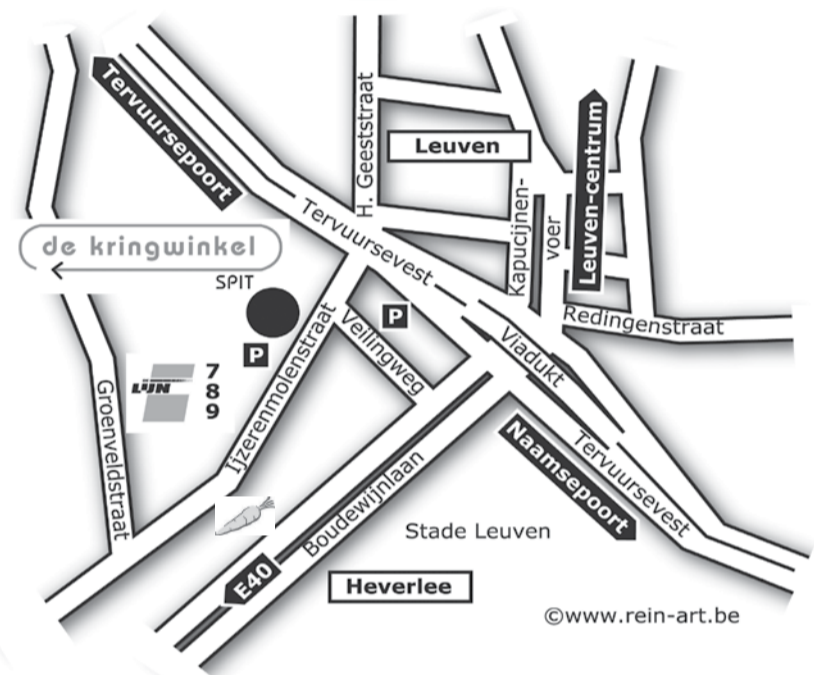 Tervuursepoort
H. Geeststraat
Leuven
Kapucijnen-
voer
Leuven-centrum
Tervuursevest
de kringwinkel
SPIT
P
P
Veilingweg
Viadukt
Redingenstraat
LIJN
7
8
9
Groenveldstraat
Ijzerenmolenstraat
Boudewijnlaan
Naamsepoort
Tervuursevest
Stade Leuven
E40
Heverlee
©www.rein-art.be